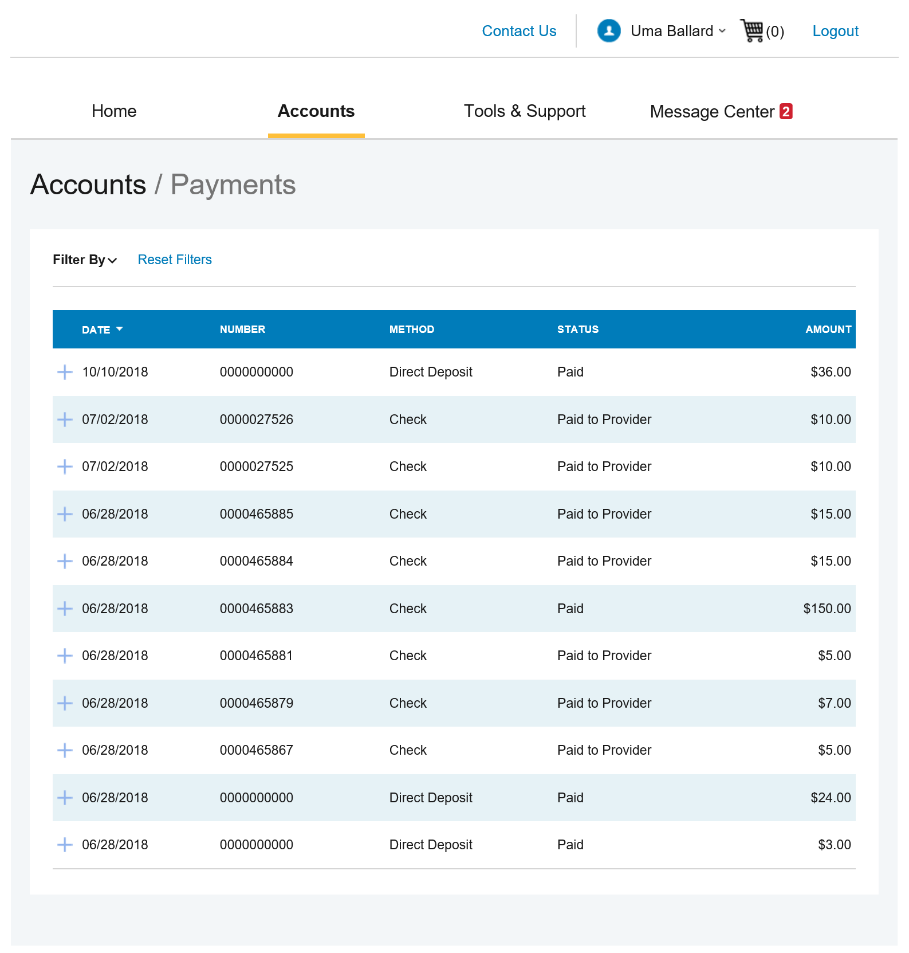 Contact Us Uma Ballard (0) Logout
Home Accounts Tools & Support Message Center 2
Accounts / Payments
Filter By Reset Filters
DATE NUMBER METHOD STATUS AMOUNT
10/10/2018 0000000000 Direct Deposit Paid $36.00
07/02/2018 0000027526 Check Paid to Provider $10.00
07/02/2018 0000027525 Check Paid to Provider $10.00
06/28/2018 0000465885 Check Paid to Provider $15.00
06/28/2018 0000465884 Check Paid to Provider $15.00
06/28/2018 0000465883 Check Paid $150.00
06/28/2018 0000465881 Check Paid to Provider $5.00
06/28/2018 0000465879 Check Paid to Provider $7.00
06/28/2018 0000465867 Check Paid to Provider $5.00
06/28/2018 0000000000 Direct Deposit Paid $24.00
06/28/2018 0000000000 Direct Deposit Paid $3.00